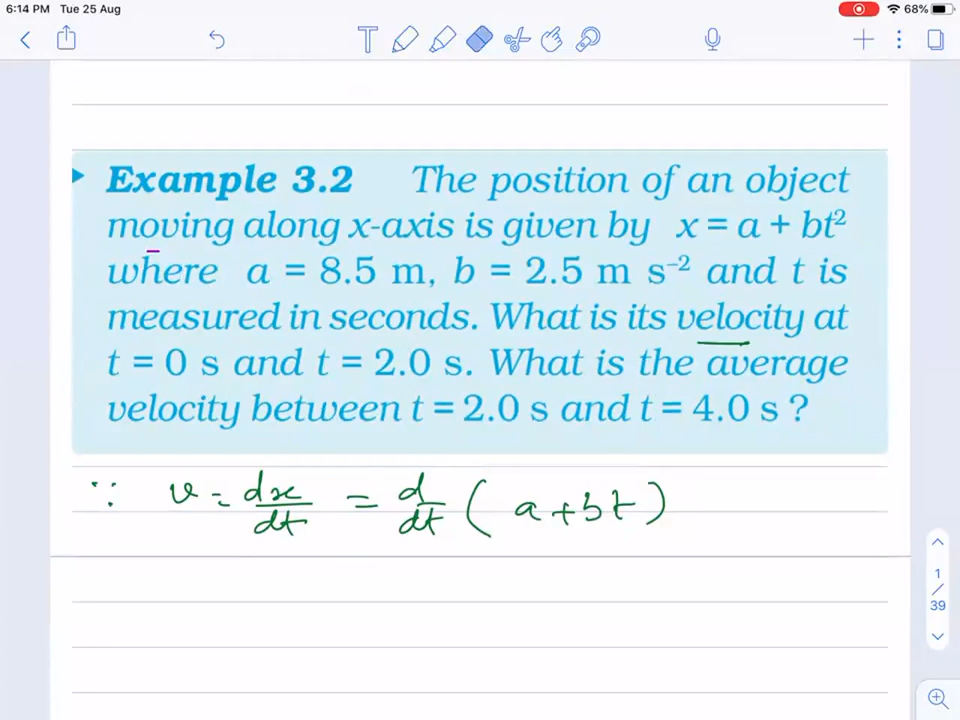 6:14 PM Tue 25 Aug 68%
Example 3.2 The position of an object
moving along x-axis is given by x = a + bt²
where a = 8.5 m, b = 2.5 m s⁻² and t is
measured in seconds. What is its velocity at
t = 0 s and t = 2.0 s. What is the average
velocity between t = 2.0 s and t = 4.0 s ?
∵ v = dx/dt = d/dt ( a + bt )
1
/
39